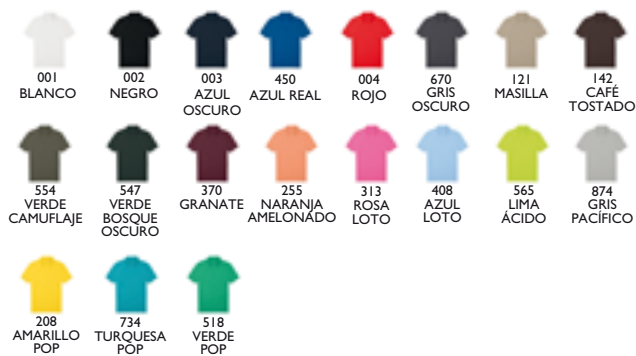 001
BLANCO
002
NEGRO
003
AZUL
OSCURO
450
AZUL REAL
004
ROJO
670
GRIS
OSCURO
121
MASILLA
142
CAFÉ
TOSTADO
554
VERDE
CAMUFLAJE
547
VERDE
BOSQUE
OSCURO
370
GRANATE
255
NARANJA
AMELONADO
313
ROSA
LOTO
408
AZUL
LOTO
565
LIMA
ÁCIDO
874
GRIS
PACÍFICO
208
AMARILLO
POP
734
TURQUESA
POP
518
VERDE
POP